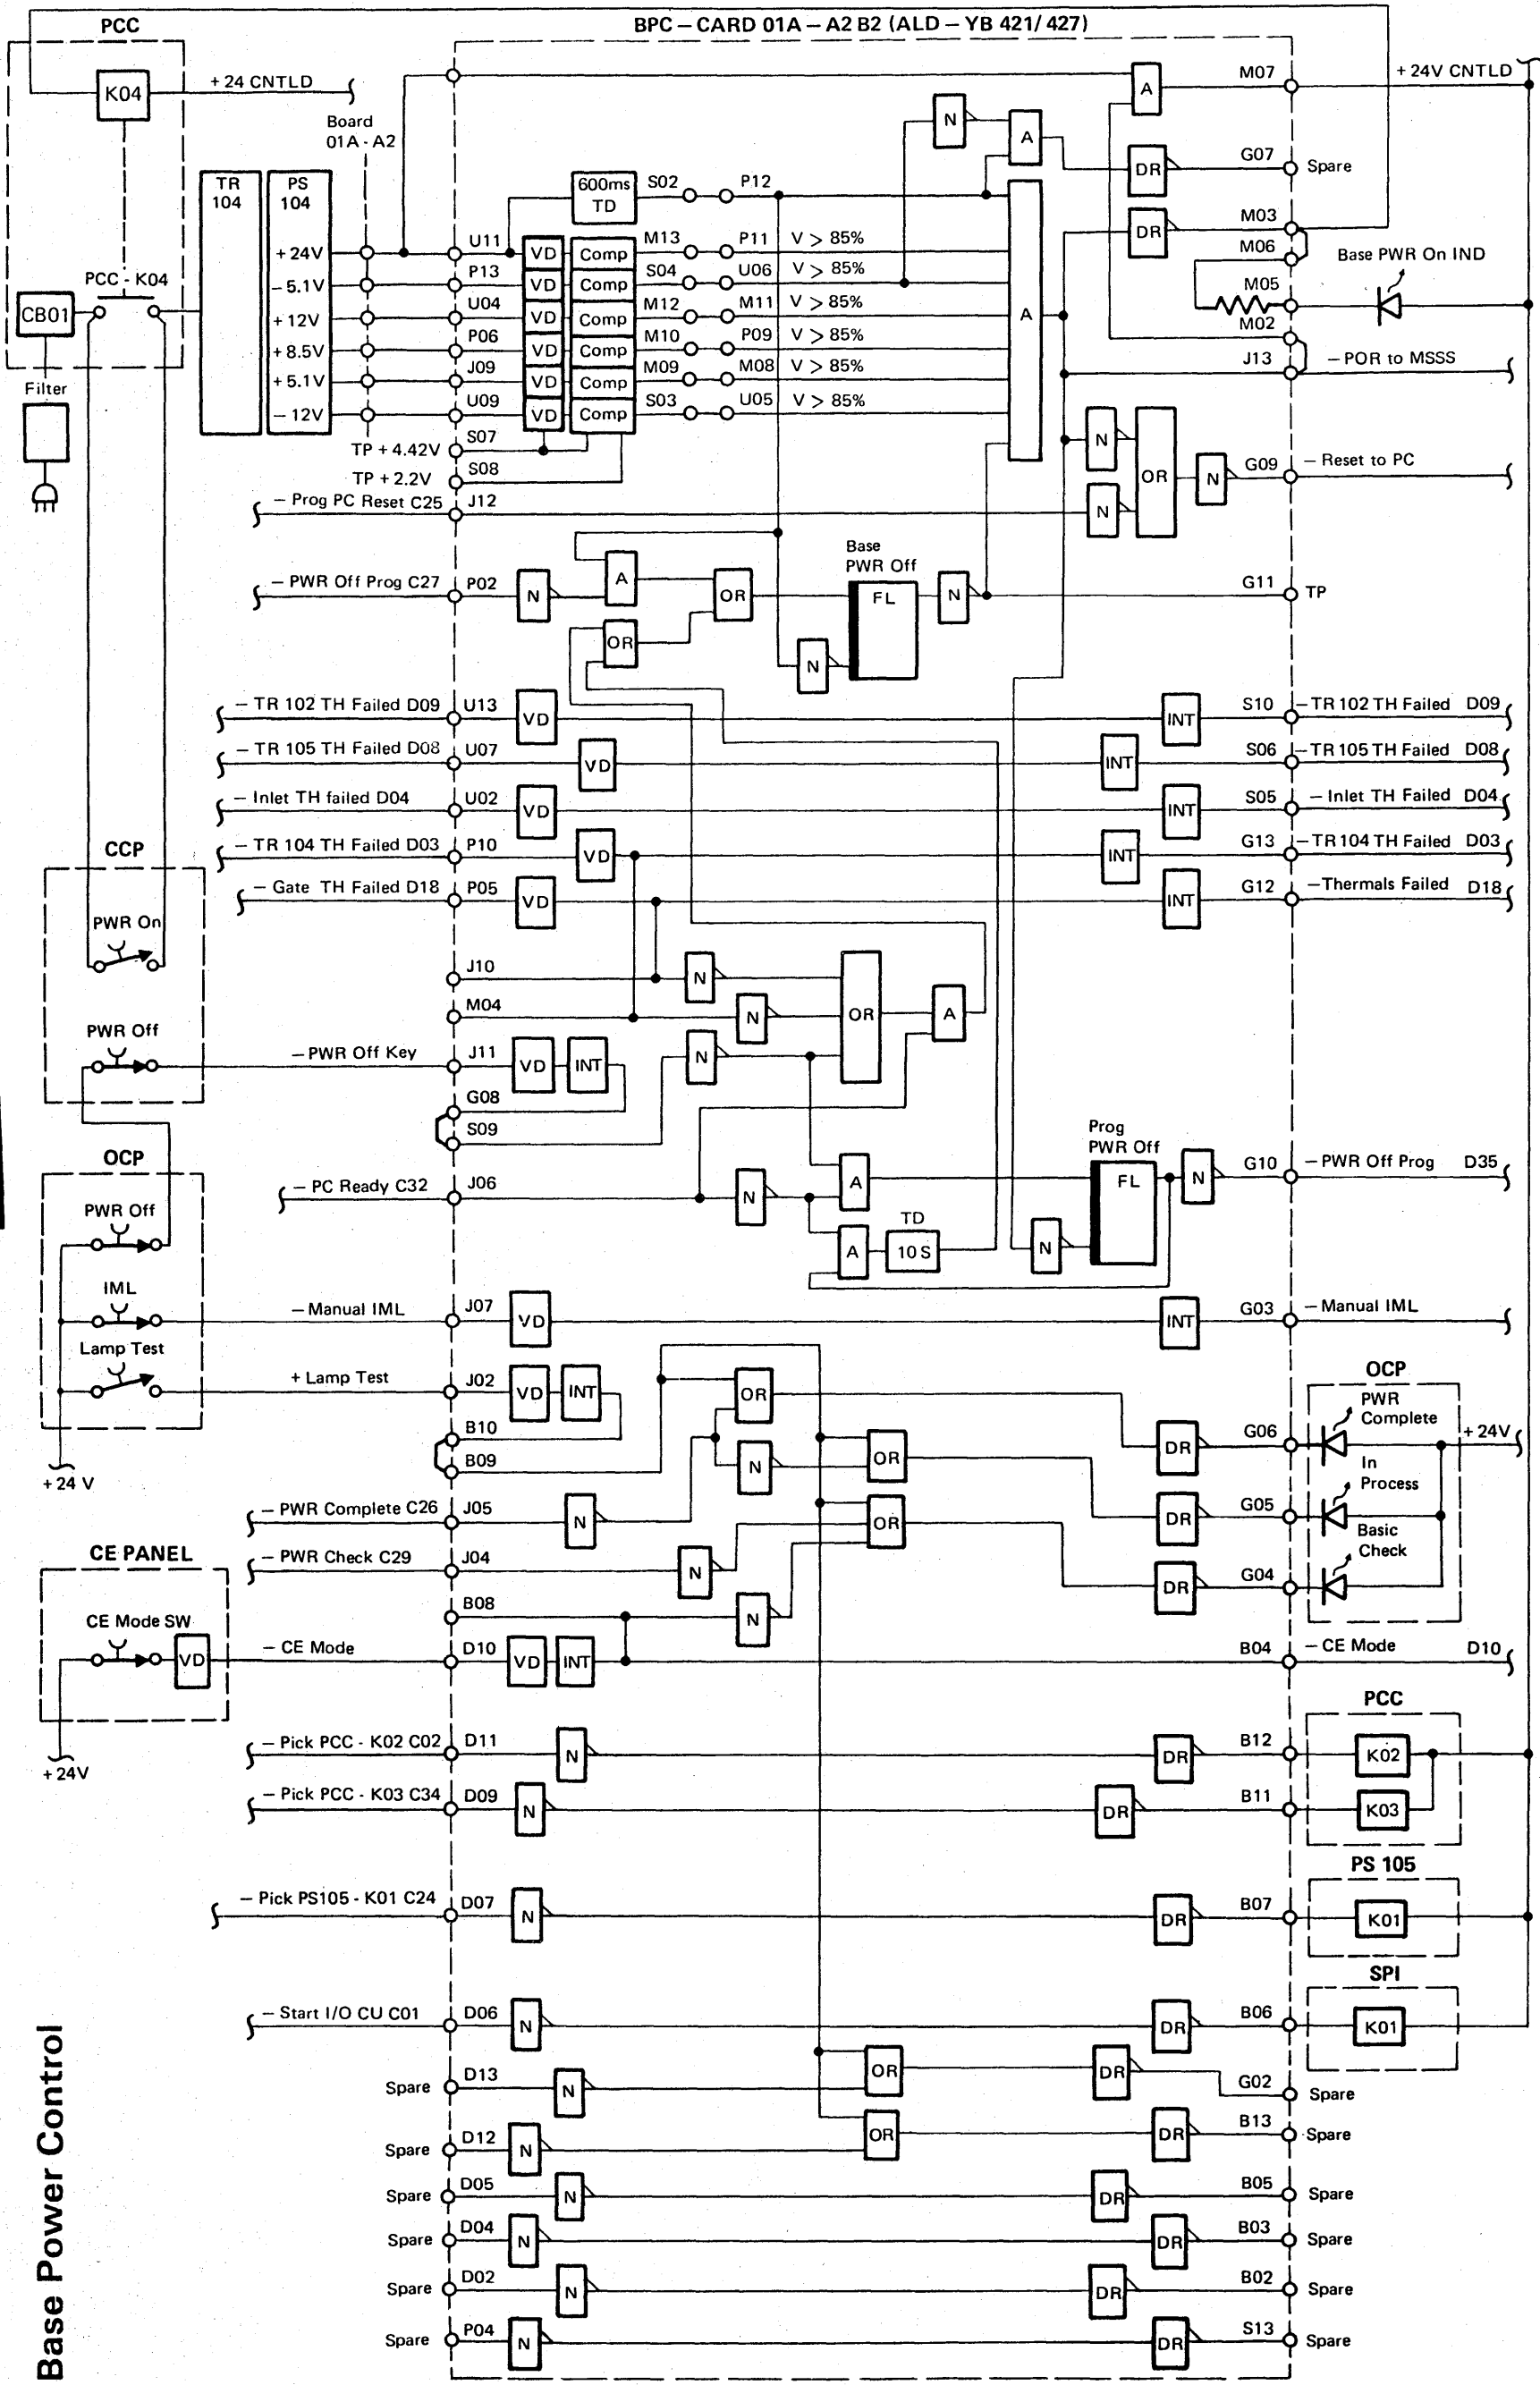 BPC – CARD 01A – A2 B2 (ALD – YB 421/427)
PCC
K04
+ 24 CNTLD
Board
01A - A2
TR
104
PS
104
+ 24V
– 5.1V
+ 12V
+ 8.5V
+ 5.1V
– 12V
PCC - K04
CB01
Filter
U11
P13
U04
P06
J09
U09
VD
VD
VD
VD
VD
VD
Comp
Comp
Comp
Comp
Comp
Comp
600ms
TD
S02
P12
M13
P11
V > 85%
S04
U06
V > 85%
M12
M11
V > 85%
M10
P09
V > 85%
M09
M08
V > 85%
S03
U05
V > 85%
N
A
A
A
DR
DR
M07
+ 24V CNTLD
G07
Spare
M03
M06
Base PWR On IND
M05
M02
J13
– POR to MSSS
TP + 4.42V
S07
TP + 2.2V
S08
– Prog PC Reset C25
J12
N
N
OR
N
G09
– Reset to PC
– PWR Off Prog C27
P02
N
A
OR
OR
Base
PWR Off
FL
N
N
G11
TP
– TR 102 TH Failed D09
U13
VD
INT
S10
– TR 102 TH Failed D09
– TR 105 TH Failed D08
U07
VD
INT
S06
– TR 105 TH Failed D08
– Inlet TH failed D04
U02
VD
INT
S05
– Inlet TH Failed D04
– TR 104 TH Failed D03
P10
VD
INT
G13
– TR 104 TH Failed D03
– Gate TH Failed D18
P05
VD
INT
G12
– Thermals Failed D18
CCP
PWR On
PWR Off
J10
N
M04
N
OR
A
– PWR Off Key
J11
VD
INT
N
G08
S09
OCP
PWR Off
– PC Ready C32
J06
N
A
A
TD
10 S
Prog
PWR Off
FL
N
N
G10
– PWR Off Prog D35
IML
– Manual IML
J07
VD
INT
G03
– Manual IML
Lamp Test
+ Lamp Test
J02
VD
INT
B10
B09
+ 24 V
OR
N
OR
OR
DR
G06
DR
G05
DR
G04
OCP
PWR
Complete
In
Process
Basic
Check
+ 24V
– PWR Complete C26
J05
N
– PWR Check C29
J04
N
B08
N
CE PANEL
CE Mode SW
VD
– CE Mode
D10
VD
INT
B04
– CE Mode
D10
+ 24V
– Pick PCC - K02 C02
D11
N
DR
B12
PCC
K02
– Pick PCC - K03 C34
D09
N
DR
B11
K03
– Pick PS105 - K01 C24
D07
N
DR
B07
PS 105
K01
– Start I/O CU C01
D06
N
DR
B06
SPI
K01
Spare
D13
N
OR
DR
G02
Spare
Spare
D12
N
OR
DR
B13
Spare
Spare
D05
N
DR
B05
Spare
Spare
D04
N
DR
B03
Spare
Spare
D02
N
DR
B02
Spare
Spare
P04
N
DR
S13
Spare
Base Power Control